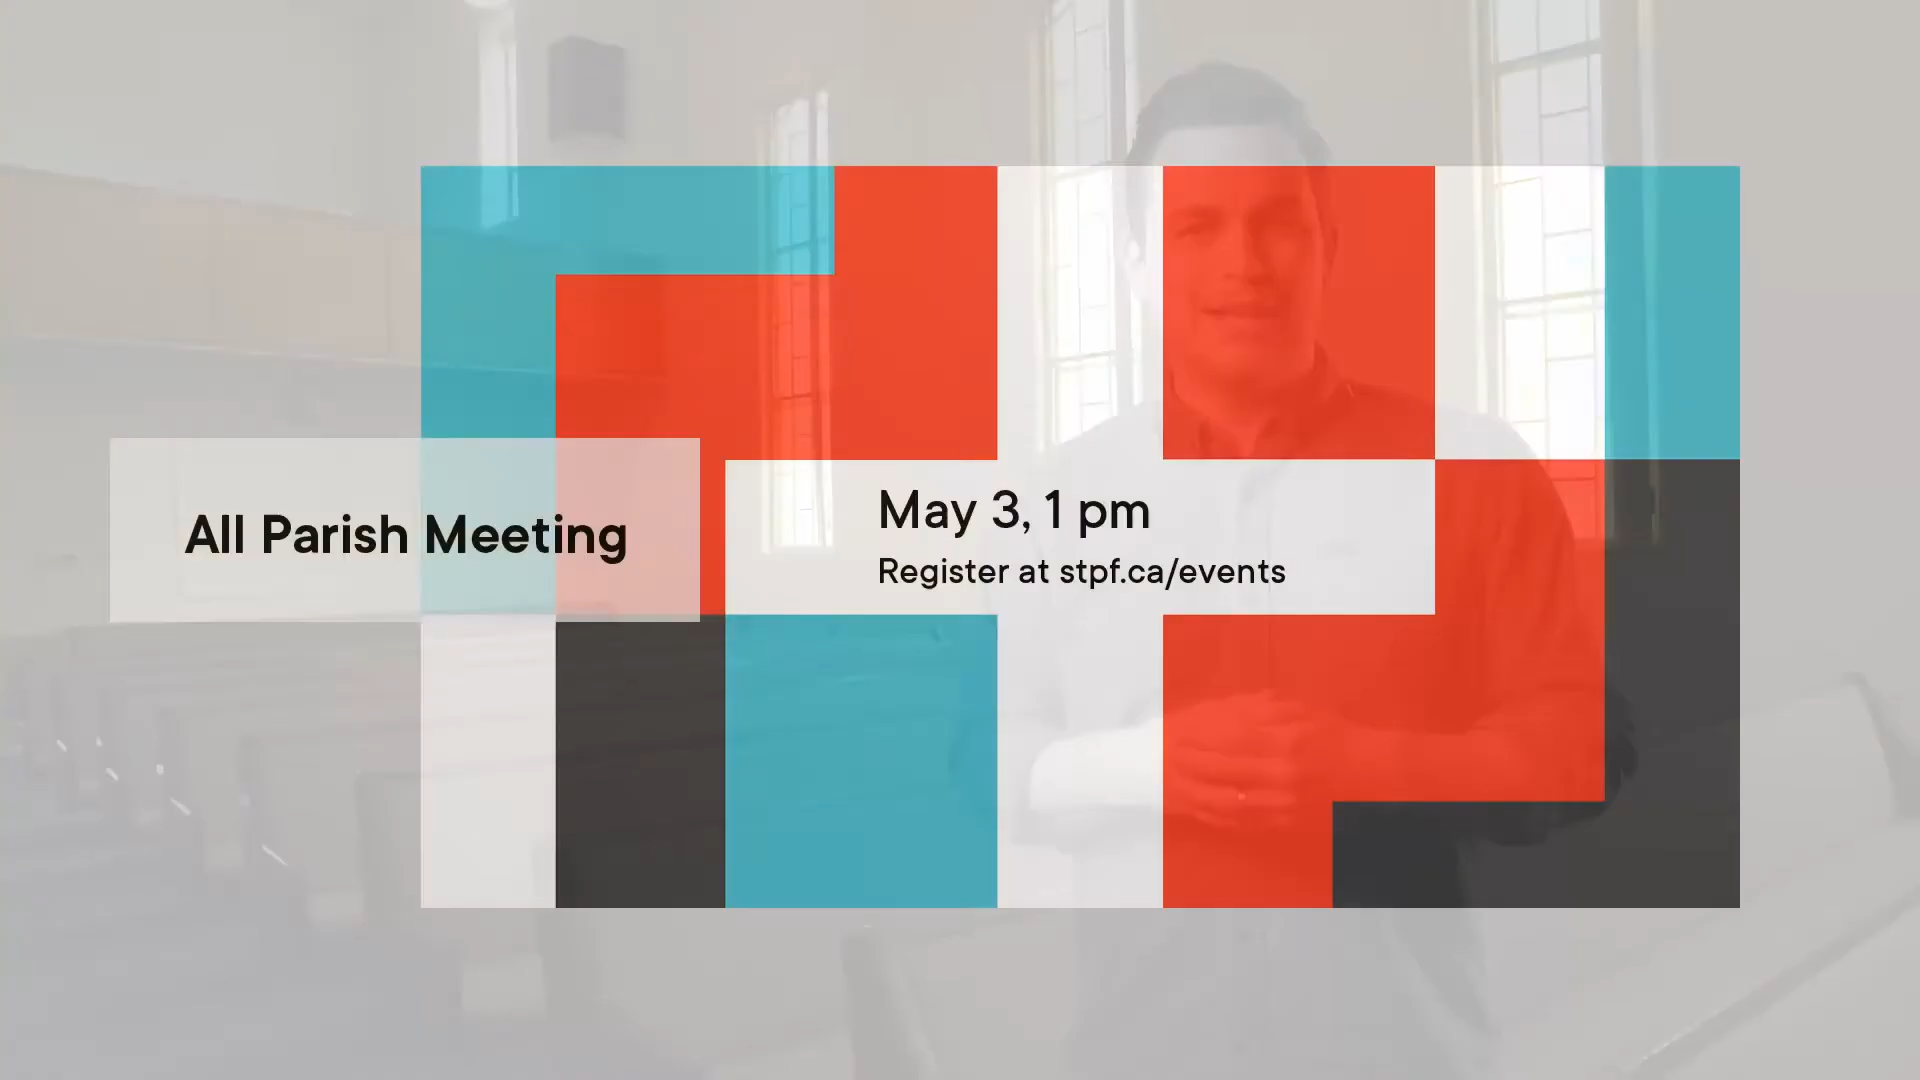 All Parish Meeting
May 3, 1 pm
Register at stpf.ca/events